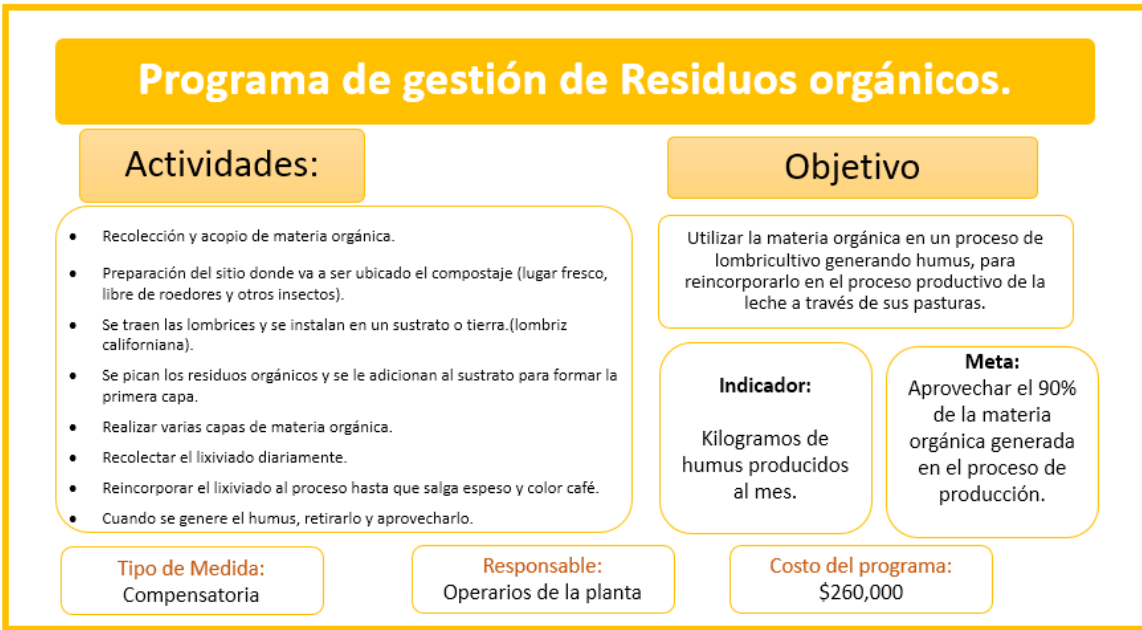 Programa de gestión de Residuos orgánicos.
Actividades:
• Recolección y acopio de materia orgánica.
• Preparación del sitio donde va a ser ubicado el compostaje (lugar fresco,
libre de roedores y otros insectos).
• Se traen las lombrices y se instalan en un sustrato o tierra.(lombriz
californiana).
• Se pican los residuos orgánicos y se le adicionan al sustrato para formar la
primera capa.
• Realizar varias capas de materia orgánica.
• Recolectar el lixiviado diariamente.
• Reincorporar el lixiviado al proceso hasta que salga espeso y color café.
• Cuando se genere el humus, retirarlo y aprovecharlo.
Objetivo
Utilizar la materia orgánica en un proceso de
lombricultivo generando humus, para
reincorporarlo en el proceso productivo de la
leche a través de sus pasturas.
Indicador:
Kilogramos de
humus producidos
al mes.
Meta:
Aprovechar el 90%
de la materia
orgánica generada
en el proceso de
producción.
Tipo de Medida:
Compensatoria
Responsable:
Operarios de la planta
Costo del programa:
$260,000